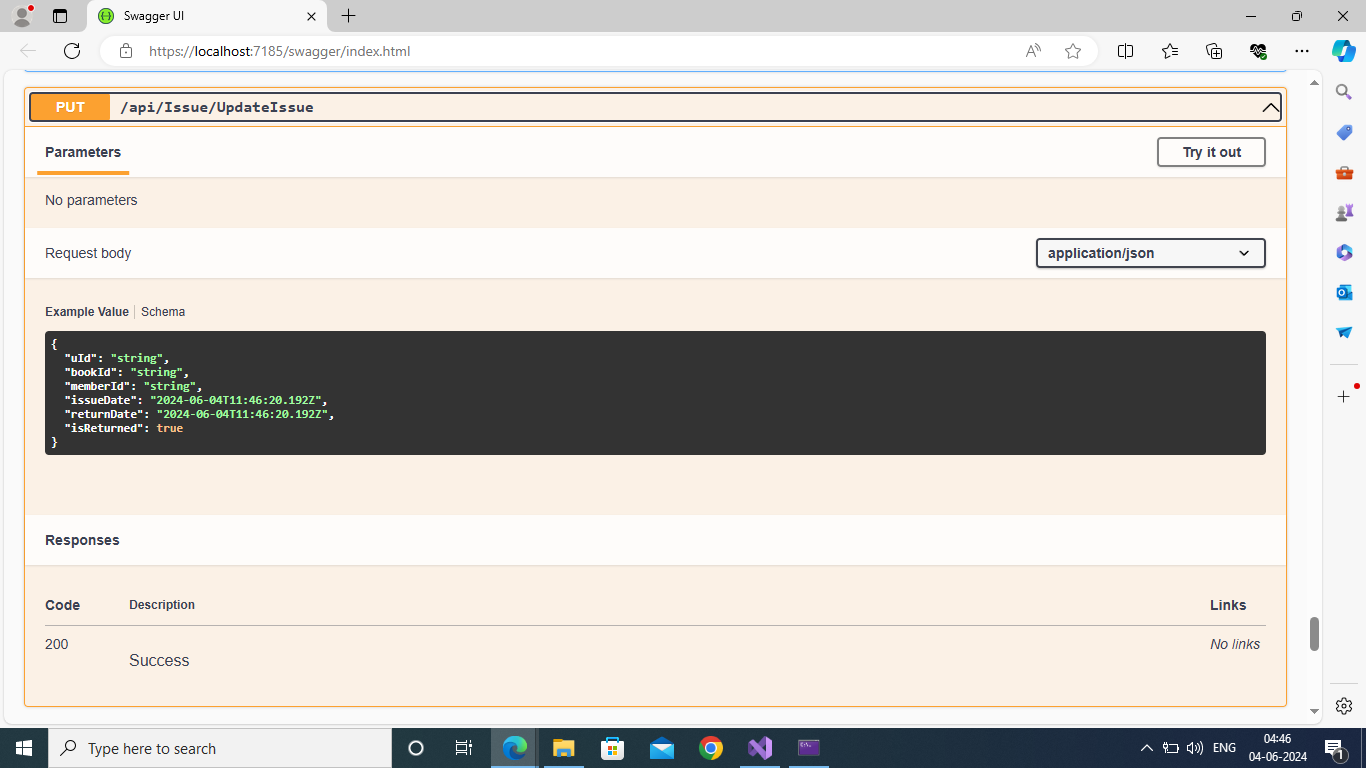 Swagger UI
https://localhost:7185/swagger/index.html
PUT /api/Issue/UpdateIssue
Parameters
Try it out
No parameters
Request body
application/json
Example Value Schema
{
"uId": "string",
"bookId": "string",
"memberId": "string",
"issueDate": "2024-06-04T11:46:20.192Z",
"returnDate": "2024-06-04T11:46:20.192Z",
"isReturned": true
}
Responses
Code Description Links
200 Success No links
Type here to search
ENG
04:46
04-06-2024
1